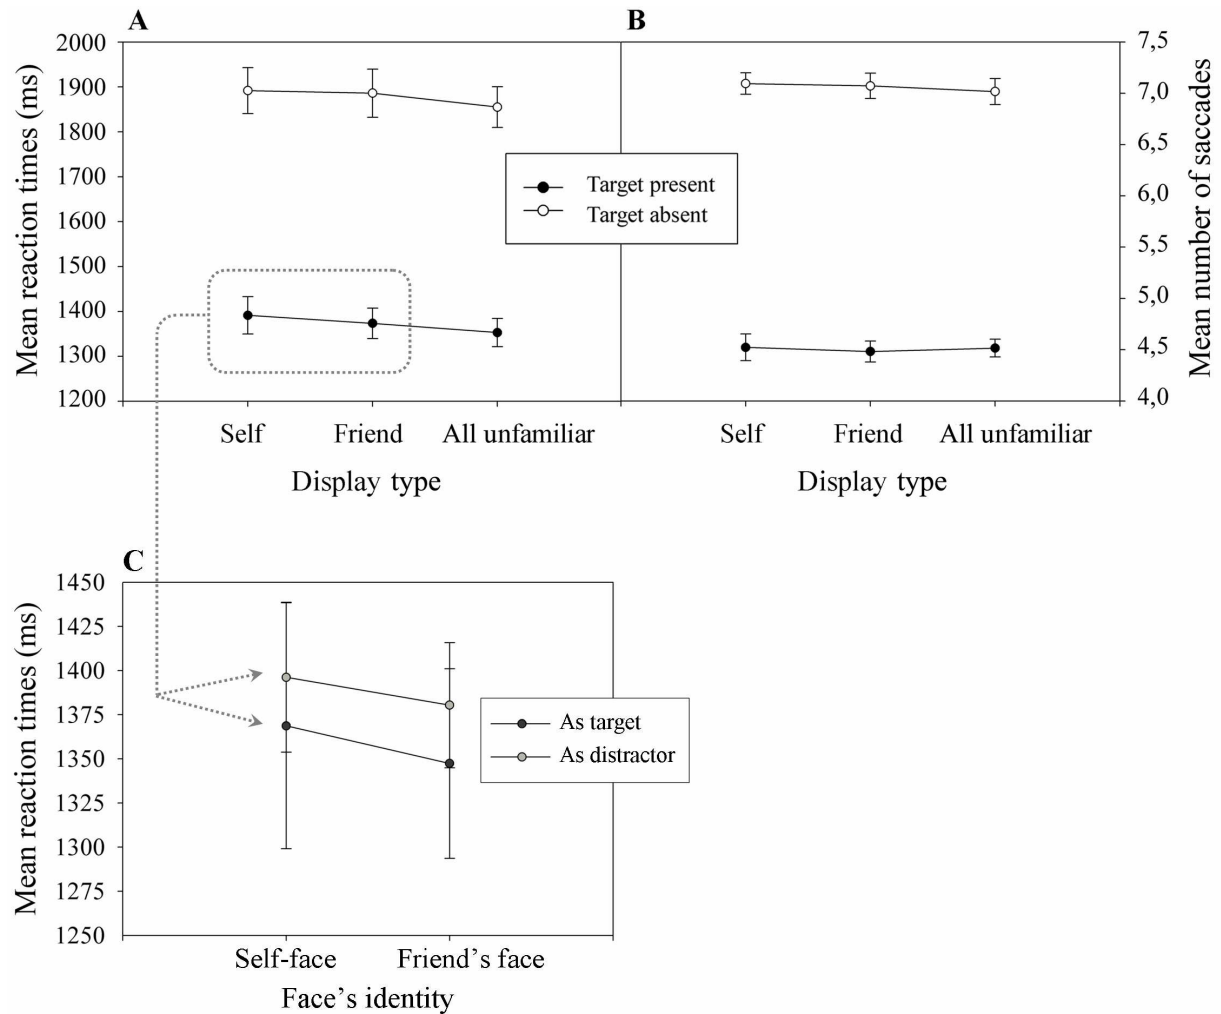 A
Mean reaction times (ms)
2000
1900
1800
1700
1600
1500
1400
1300
1200
Self Friend All unfamiliar
Display type
B
Target present
Target absent
7,5
7,0
6,5
6,0
5,5
5,0
4,5
4,0
Mean number of saccades
Self Friend All unfamiliar
Display type
C
Mean reaction times (ms)
1450
1425
1400
1375
1350
1325
1300
1275
1250
As target
As distractor
Self-face Friend’s face
Face’s identity